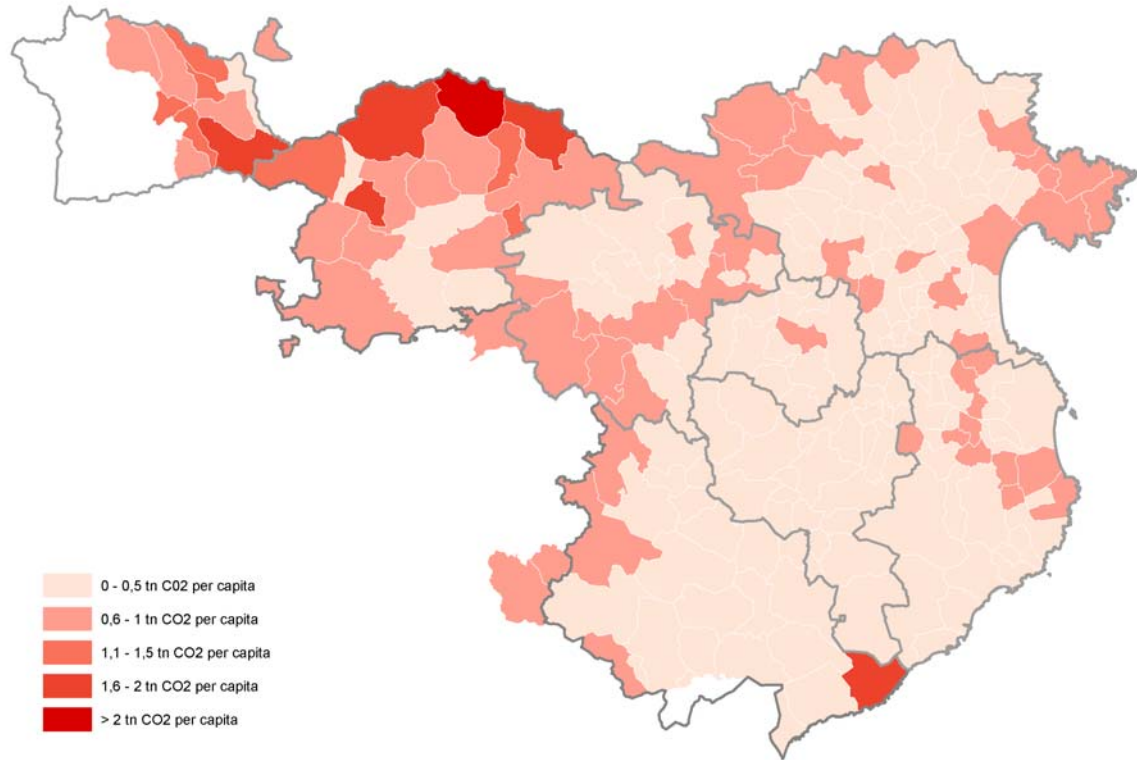 0 - 0,5 tn C02 per capita
0,6 - 1 tn CO2 per capita
1,1 - 1,5 tn CO2 per capita
1,6 - 2 tn CO2 per capita
> 2 tn CO2 per capita